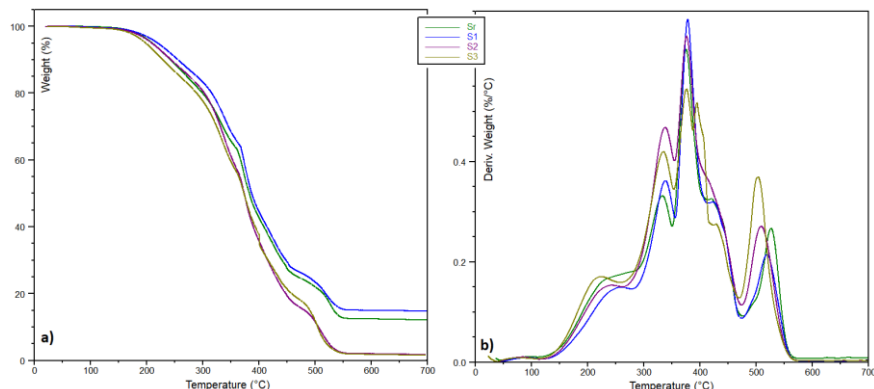 100
80
60
40
20
0
Weight (%)
a)
0 100 200 300 400 500 600 700
Temperature (°C)
Sr
S1
S2
S3
0.4
0.2
0.0
Deriv. Weight (%/°C)
b)
0 100 200 300 400 500 600 700
Temperature (°C)